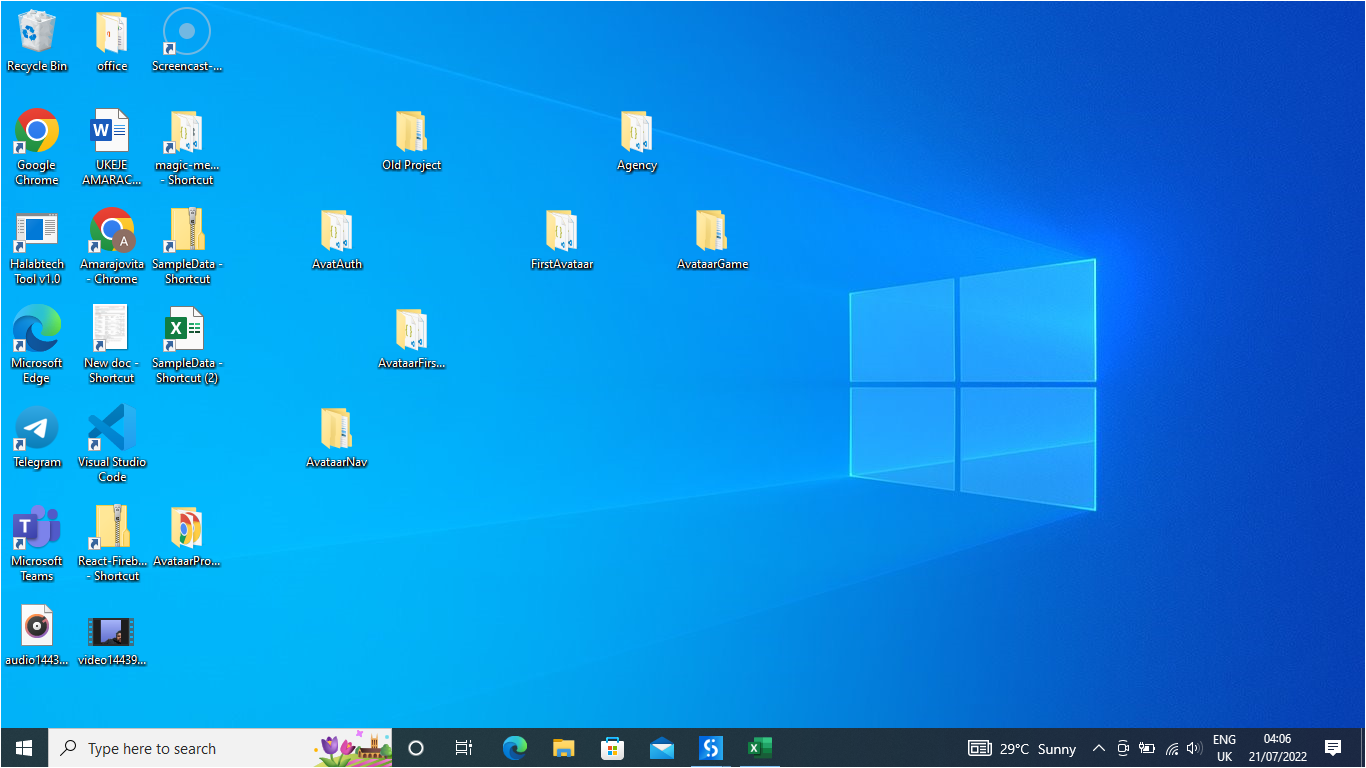 Recycle Bin
office
Screencast-...
Google
Chrome
W
UKEJE
AMARAC...
magic-me...
- Shortcut
Old Project
Agency
Halabtech
Tool v1.0
A
Amarajovita
- Chrome
SampleData -
Shortcut
AvatAuth
FirstAvataar
AvataarGame
Microsoft
Edge
New doc -
Shortcut
X
SampleData -
Shortcut (2)
AvataarFirs...
Telegram
Visual Studio
Code
AvataarNav
T
Microsoft
Teams
React-Fireb...
- Shortcut
AvataarPro...
audio1443...
video14439...
Type here to search
29°C Sunny
ENG
UK
04:06
21/07/2022